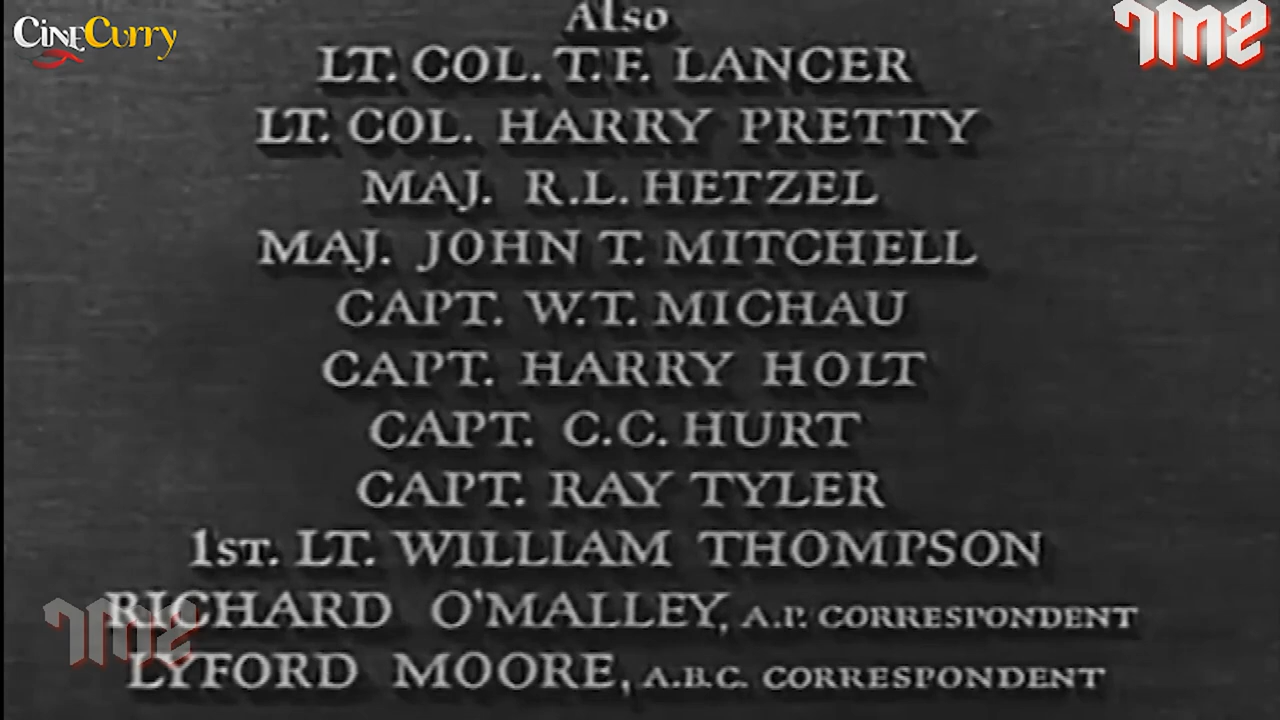 CineCurry
Also
LT. COL. T.F. LANCER
LT. COL. HARRY PRETTY
MAJ. R.L. HETZEL
MAJ. JOHN T. MITCHELL
CAPT. W.T. MICHAU
CAPT. HARRY HOLT
CAPT. C.C. HURT
CAPT. RAY TYLER
1ST. LT. WILLIAM THOMPSON
RICHARD O'MALLEY, A.P. CORRESPONDENT
LYFORD MOORE, A.B.C. CORRESPONDENT